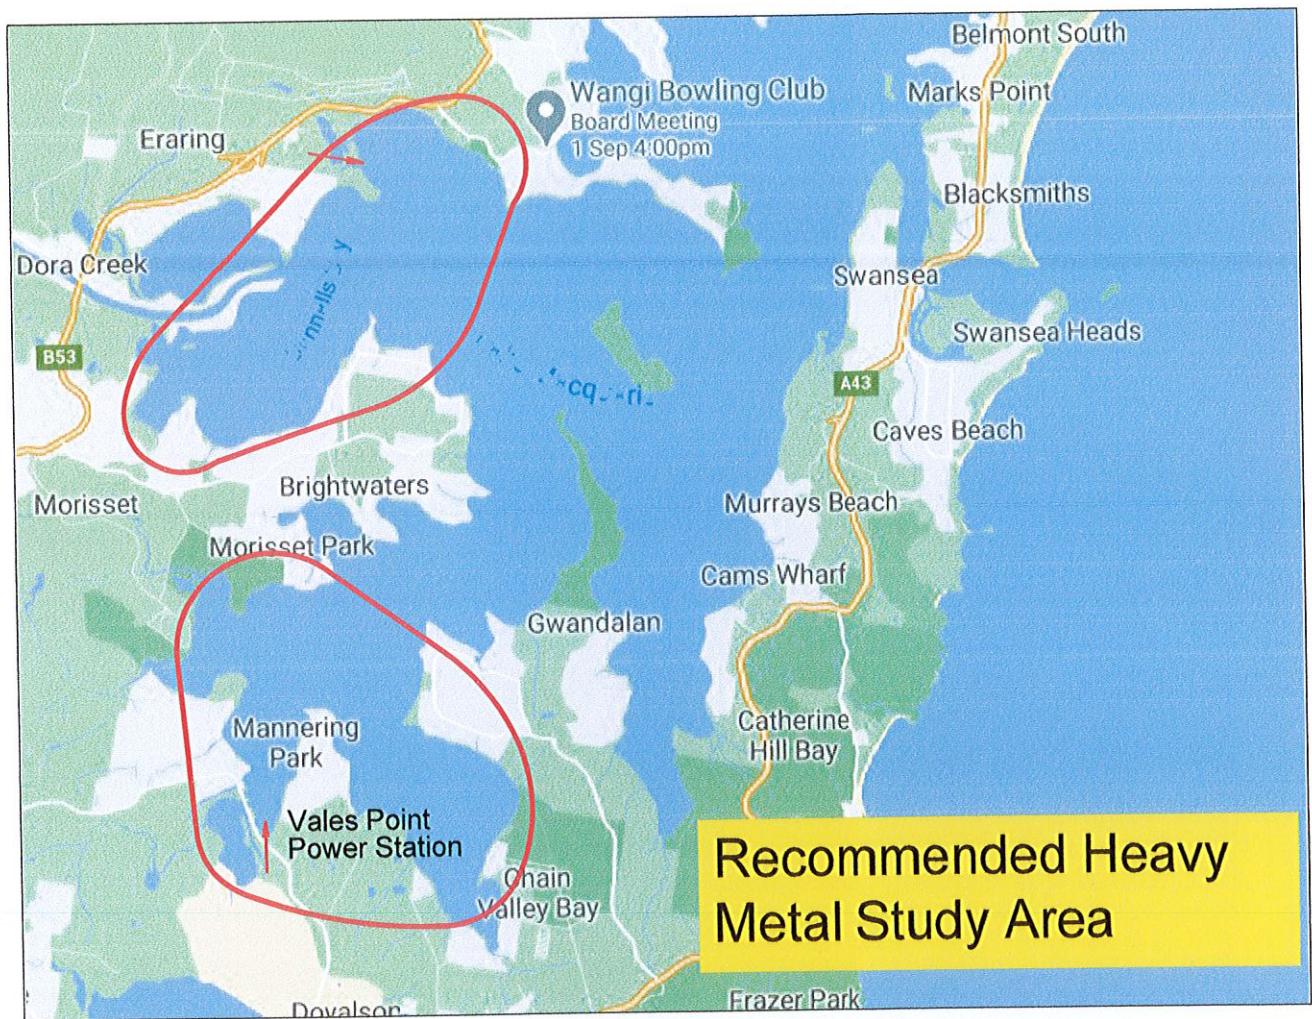 Belmont South
Wangi Bowling Club
Board Meeting
1 Sep 4:00pm
Marks Point
Eraring
Blacksmiths
Dora Creek
Swansea
Swansea Heads
B53
A43
Caves Beach
Brightwaters
Morisset
Murrays Beach
Morisset Park
Cams Wharf
Gwandalan
Mannering
Park
Catherine
Hill Bay
Vales Point
Power Station
Chain
Valley Bay
Recommended Heavy
Metal Study Area
Frazer Park